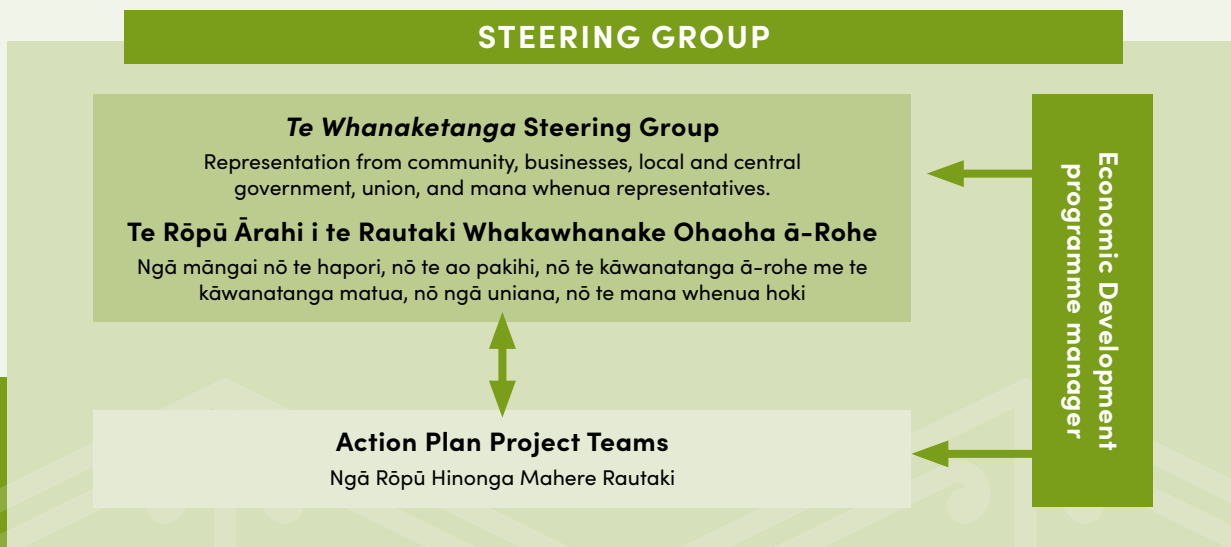 STEERING GROUP
Te Whanaketanga Steering Group
Representation from community, businesses, local and central
government, union, and mana whenua representatives.
Te Rōpū Ārahi i te Rautaki Whakawhanake Ohaoha ā-Rohe
Ngā māngai nō te hapori, nō te ao pakihi, nō te kāwanatanga ā-rohe me te
kāwanatanga matua, nō ngā uniana, nō te mana whenua hoki
Action Plan Project Teams
Ngā Rōpū Hinonga Mahere Rautaki
Economic Development
programme manager